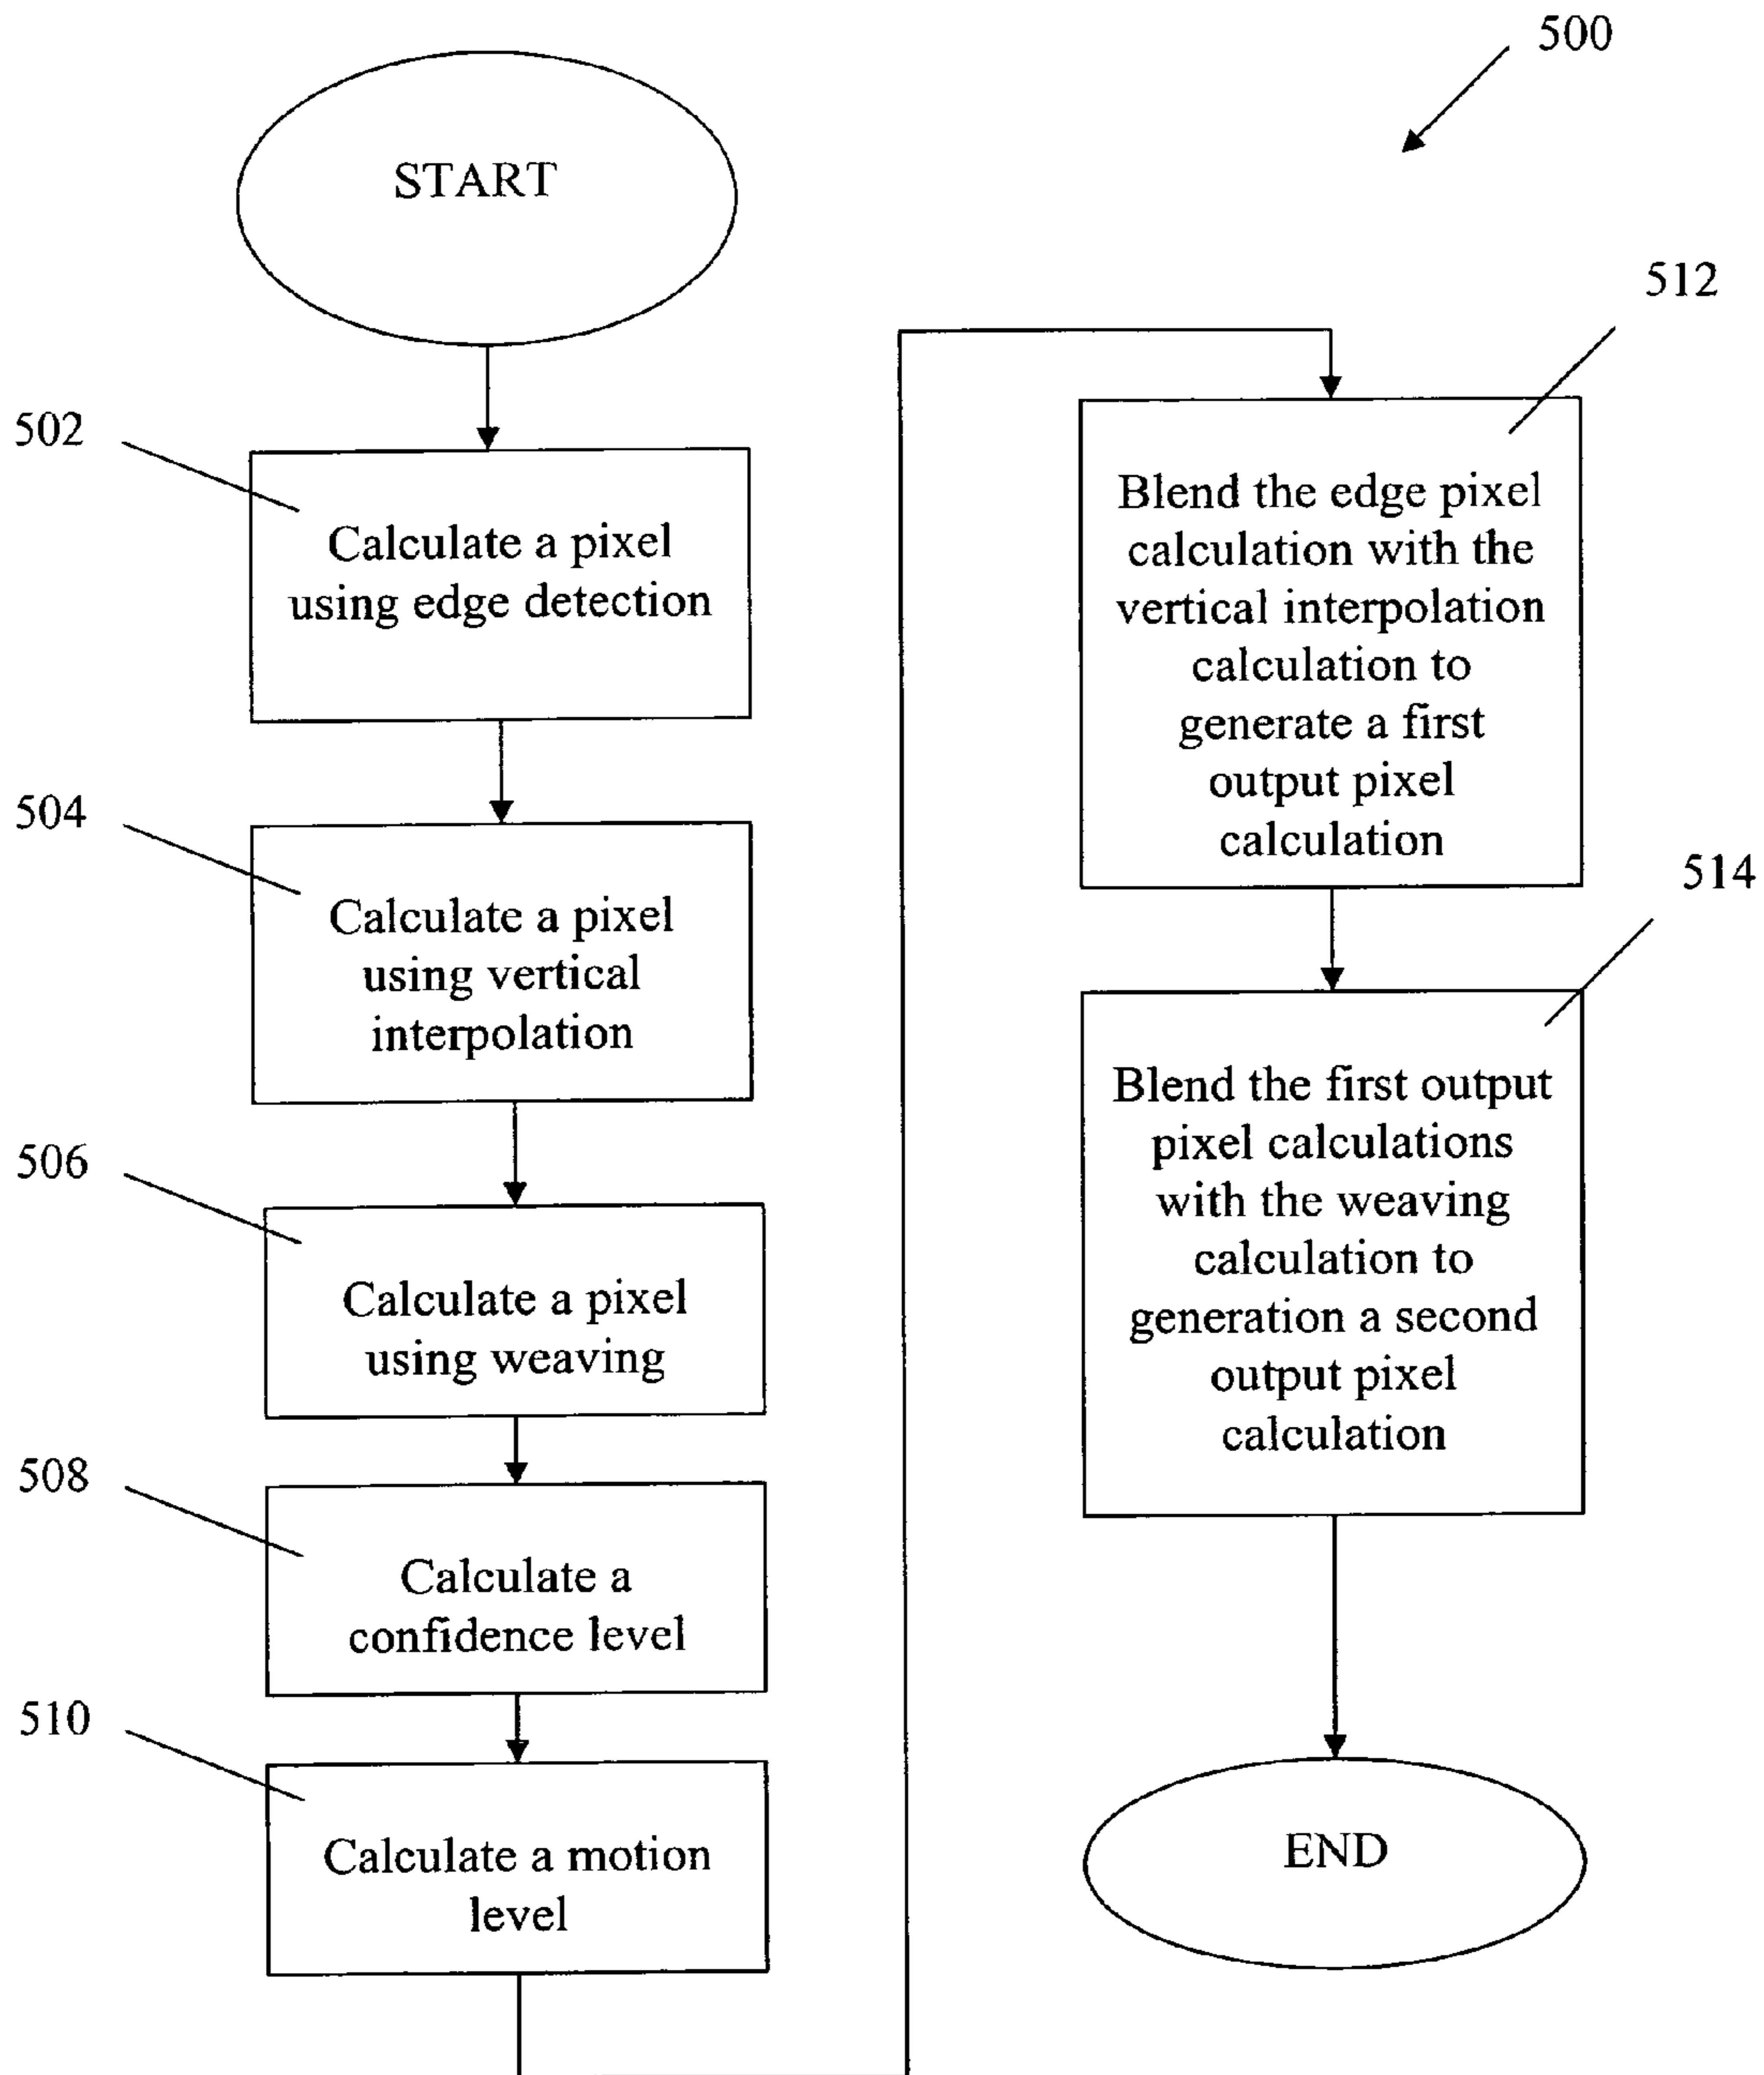 500
START
502
Calculate a pixel
using edge detection
504
Calculate a pixel
using vertical
interpolation
506
Calculate a pixel
using weaving
508
Calculate a
confidence level
510
Calculate a motion
level
512
Blend the edge pixel
calculation with the
vertical interpolation
calculation to
generate a first
output pixel
calculation
514
Blend the first output
pixel calculations
with the weaving
calculation to
generation a second
output pixel
calculation
END